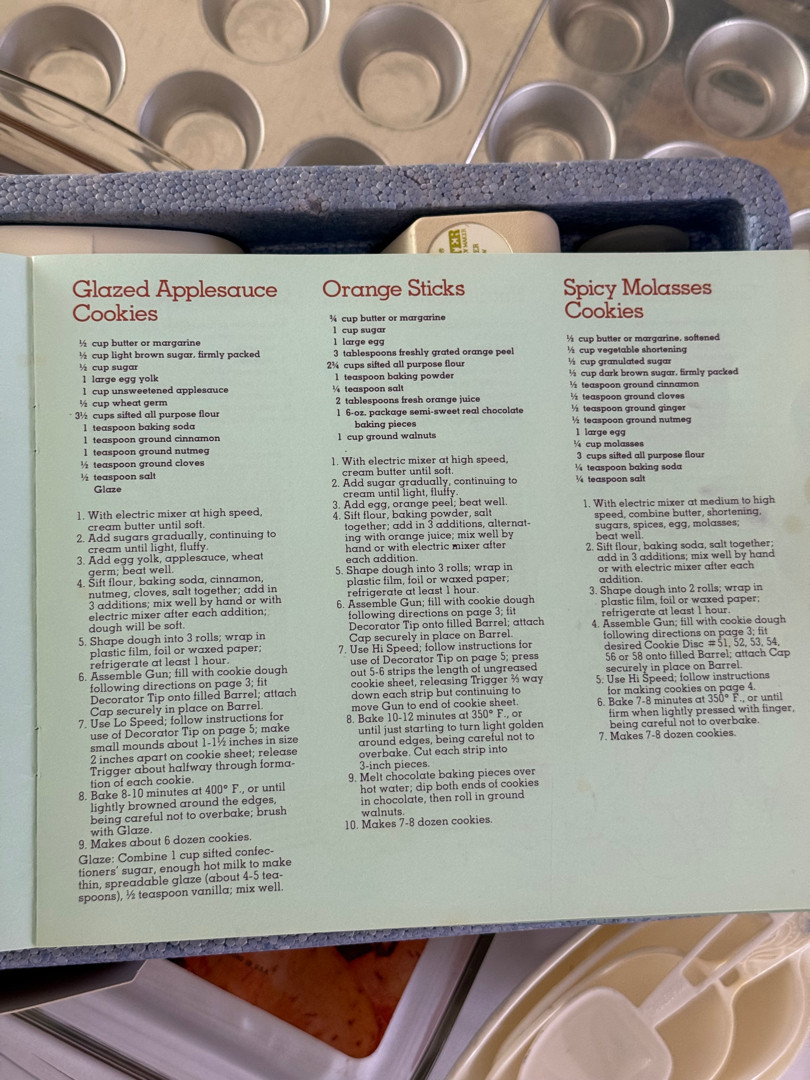 Glazed Applesauce
Cookies
½ cup butter or margarine
½ cup light brown sugar, firmly packed
½ cup sugar
1 large egg yolk
1 cup unsweetened applesauce
½ cup wheat germ
3½ cups sifted all purpose flour
1 teaspoon baking soda
1 teaspoon ground cinnamon
1 teaspoon ground nutmeg
½ teaspoon ground cloves
½ teaspoon salt
Glaze
1. With electric mixer at high speed,
cream butter until soft.
2. Add sugars gradually, continuing to
cream until light, fluffy.
3. Add egg yolk, applesauce, wheat
germ; beat well.
4. Sift flour, baking soda, cinnamon,
nutmeg, cloves, salt together; add in
3 additions; mix well by hand or with
electric mixer after each addition;
dough will be soft.
5. Shape dough into 3 rolls; wrap in
plastic film, foil or waxed paper;
refrigerate at least 1 hour.
6. Assemble Gun; fill with cookie dough
following directions on page 3; fit
Decorator Tip onto filled Barrel; attach
Cap securely in place on Barrel.
7. Use Lo Speed; follow instructions for
use of Decorator Tip on page 5; make
small mounds about 1-1½ inches in size
2 inches apart on cookie sheet; release
Trigger about halfway through forma-
tion of each cookie.
8. Bake 8-10 minutes at 400° F., or until
lightly browned around the edges,
being careful not to overbake; brush
with Glaze.
9. Makes about 6 dozen cookies.
Glaze: Combine 1 cup sifted confec-
tioners' sugar, enough hot milk to make
thin, spreadable glaze (about 4-5 tea-
spoons), ½ teaspoon vanilla; mix well.
Orange Sticks
¾ cup butter or margarine
1 cup sugar
1 large egg
3 tablespoons freshly grated orange peel
2¾ cups sifted all purpose flour
1 teaspoon baking powder
¼ teaspoon salt
2 tablespoons fresh orange juice
1 6-oz. package semi-sweet real chocolate
baking pieces
1 cup ground walnuts
1. With electric mixer at high speed,
cream butter until soft.
2. Add sugar gradually, continuing to
cream until light, fluffy.
3. Add egg, orange peel; beat well.
4. Sift flour, baking powder, salt
together; add in 3 additions, alternat-
ing with orange juice; mix well by
hand or with electric mixer after
each addition.
5. Shape dough into 3 rolls; wrap in
plastic film, foil or waxed paper;
refrigerate at least 1 hour.
6. Assemble Gun; fill with cookie dough
following directions on page 3; fit
Decorator Tip onto filled Barrel; attach
Cap securely in place on Barrel.
7. Use Hi Speed; follow instructions for
use of Decorator Tip on page 5; press
out 5-6 strips the length of ungreased
cookie sheet, releasing Trigger ⅔ way
down each strip but continuing to
move Gun to end of cookie sheet.
8. Bake 10-12 minutes at 350° F., or
until just starting to turn light golden
around edges, being careful not to
overbake. Cut each strip into
3-inch pieces.
9. Melt chocolate baking pieces over
hot water; dip both ends of cookies
in chocolate, then roll in ground
walnuts.
10. Makes 7-8 dozen cookies.
Spicy Molasses
Cookies
½ cup butter or margarine, softened
½ cup vegetable shortening
½ cup granulated sugar
½ cup dark brown sugar, firmly packed
½ teaspoon ground cinnamon
½ teaspoon ground cloves
½ teaspoon ground ginger
½ teaspoon ground nutmeg
1 large egg
¼ cup molasses
3 cups sifted all purpose flour
¼ teaspoon baking soda
¼ teaspoon salt
1. With electric mixer at medium to high
speed, combine butter, shortening,
sugars, spices, egg, molasses;
beat well.
2. Sift flour, baking soda, salt together;
add in 3 additions; mix well by hand
or with electric mixer after each
addition.
3. Shape dough into 2 rolls; wrap in
plastic film, foil or waxed paper;
refrigerate at least 1 hour.
4. Assemble Gun; fill with cookie dough
following directions on page 3; fit
desired Cookie Disc #51, 52, 53, 54,
56 or 58 onto filled Barrel; attach Cap
securely in place on Barrel.
5. Use Hi Speed; follow instructions
for making cookies on page 4.
6. Bake 7-8 minutes at 350° F., or until
firm when lightly pressed with finger,
being careful not to overbake.
7. Makes 7-8 dozen cookies.